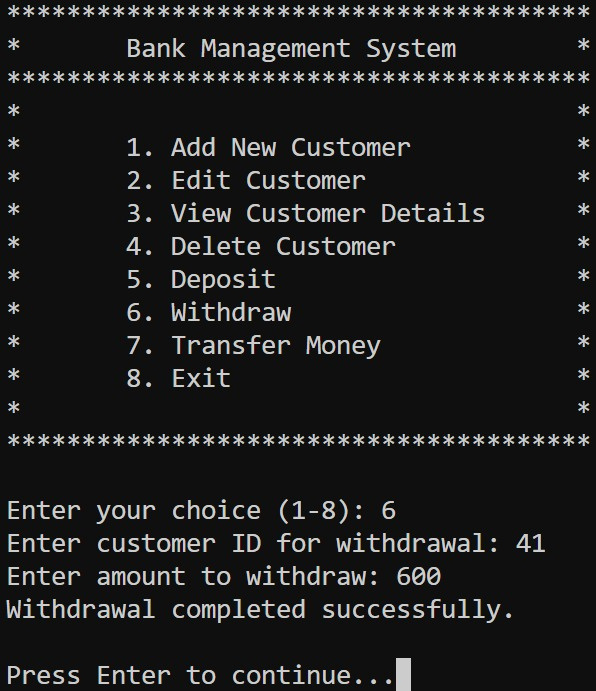 ***************************************
*       Bank Management System        *
***************************************
*                                     *
*       1. Add New Customer           *
*       2. Edit Customer              *
*       3. View Customer Details      *
*       4. Delete Customer            *
*       5. Deposit                    *
*       6. Withdraw                   *
*       7. Transfer Money             *
*       8. Exit                       *
*                                     *
***************************************
Enter your choice (1-8): 6
Enter customer ID for withdrawal: 41
Enter amount to withdraw: 600
Withdrawal completed successfully.
Press Enter to continue...